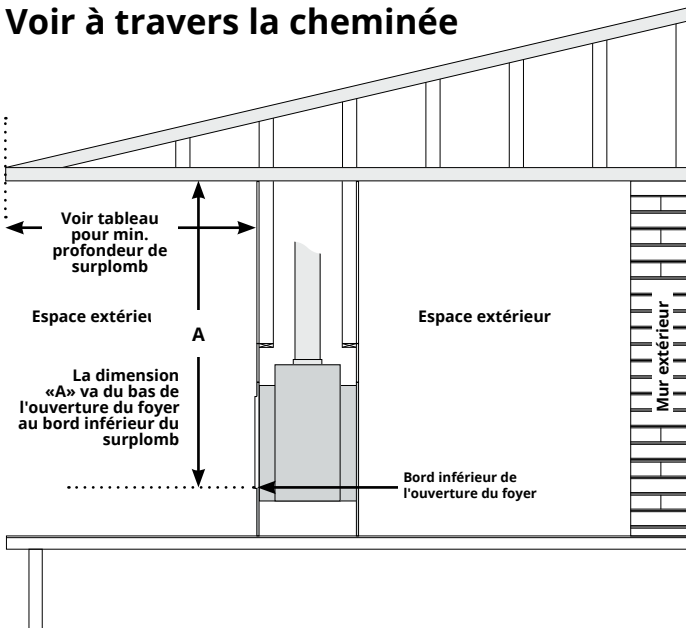 Voir à travers la cheminée
Voir tableau
pour min.
profondeur de
surplomb
Espace extérieu
Espace extérieur
A
La dimension
«A» va du bas de
l'ouverture du foyer
au bord inférieur du
surplomb
Mur extérieur
Bord inférieur de
l'ouverture du foyer